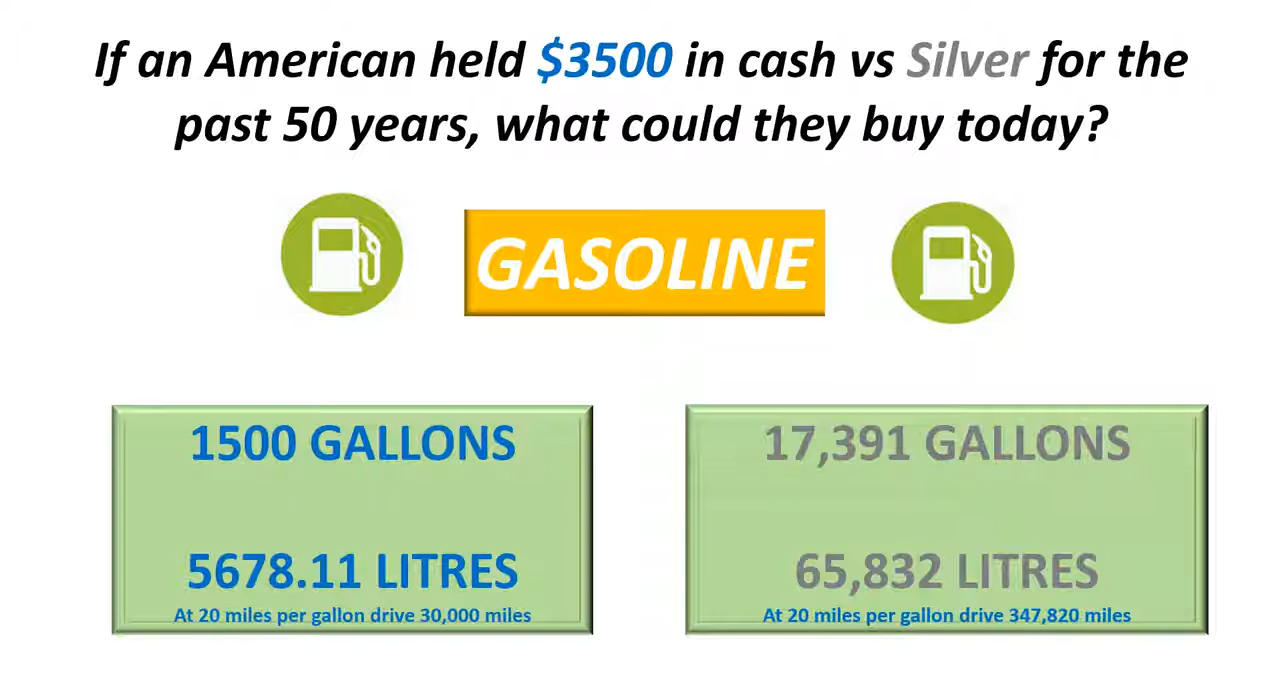 If an American held $3500 in cash vs Silver for the
past 50 years, what could they buy today?
GASOLINE
1500 GALLONS
5678.11 LITRES
At 20 miles per gallon drive 30,000 miles
17,391 GALLONS
65,832 LITRES
At 20 miles per gallon drive 347,820 miles